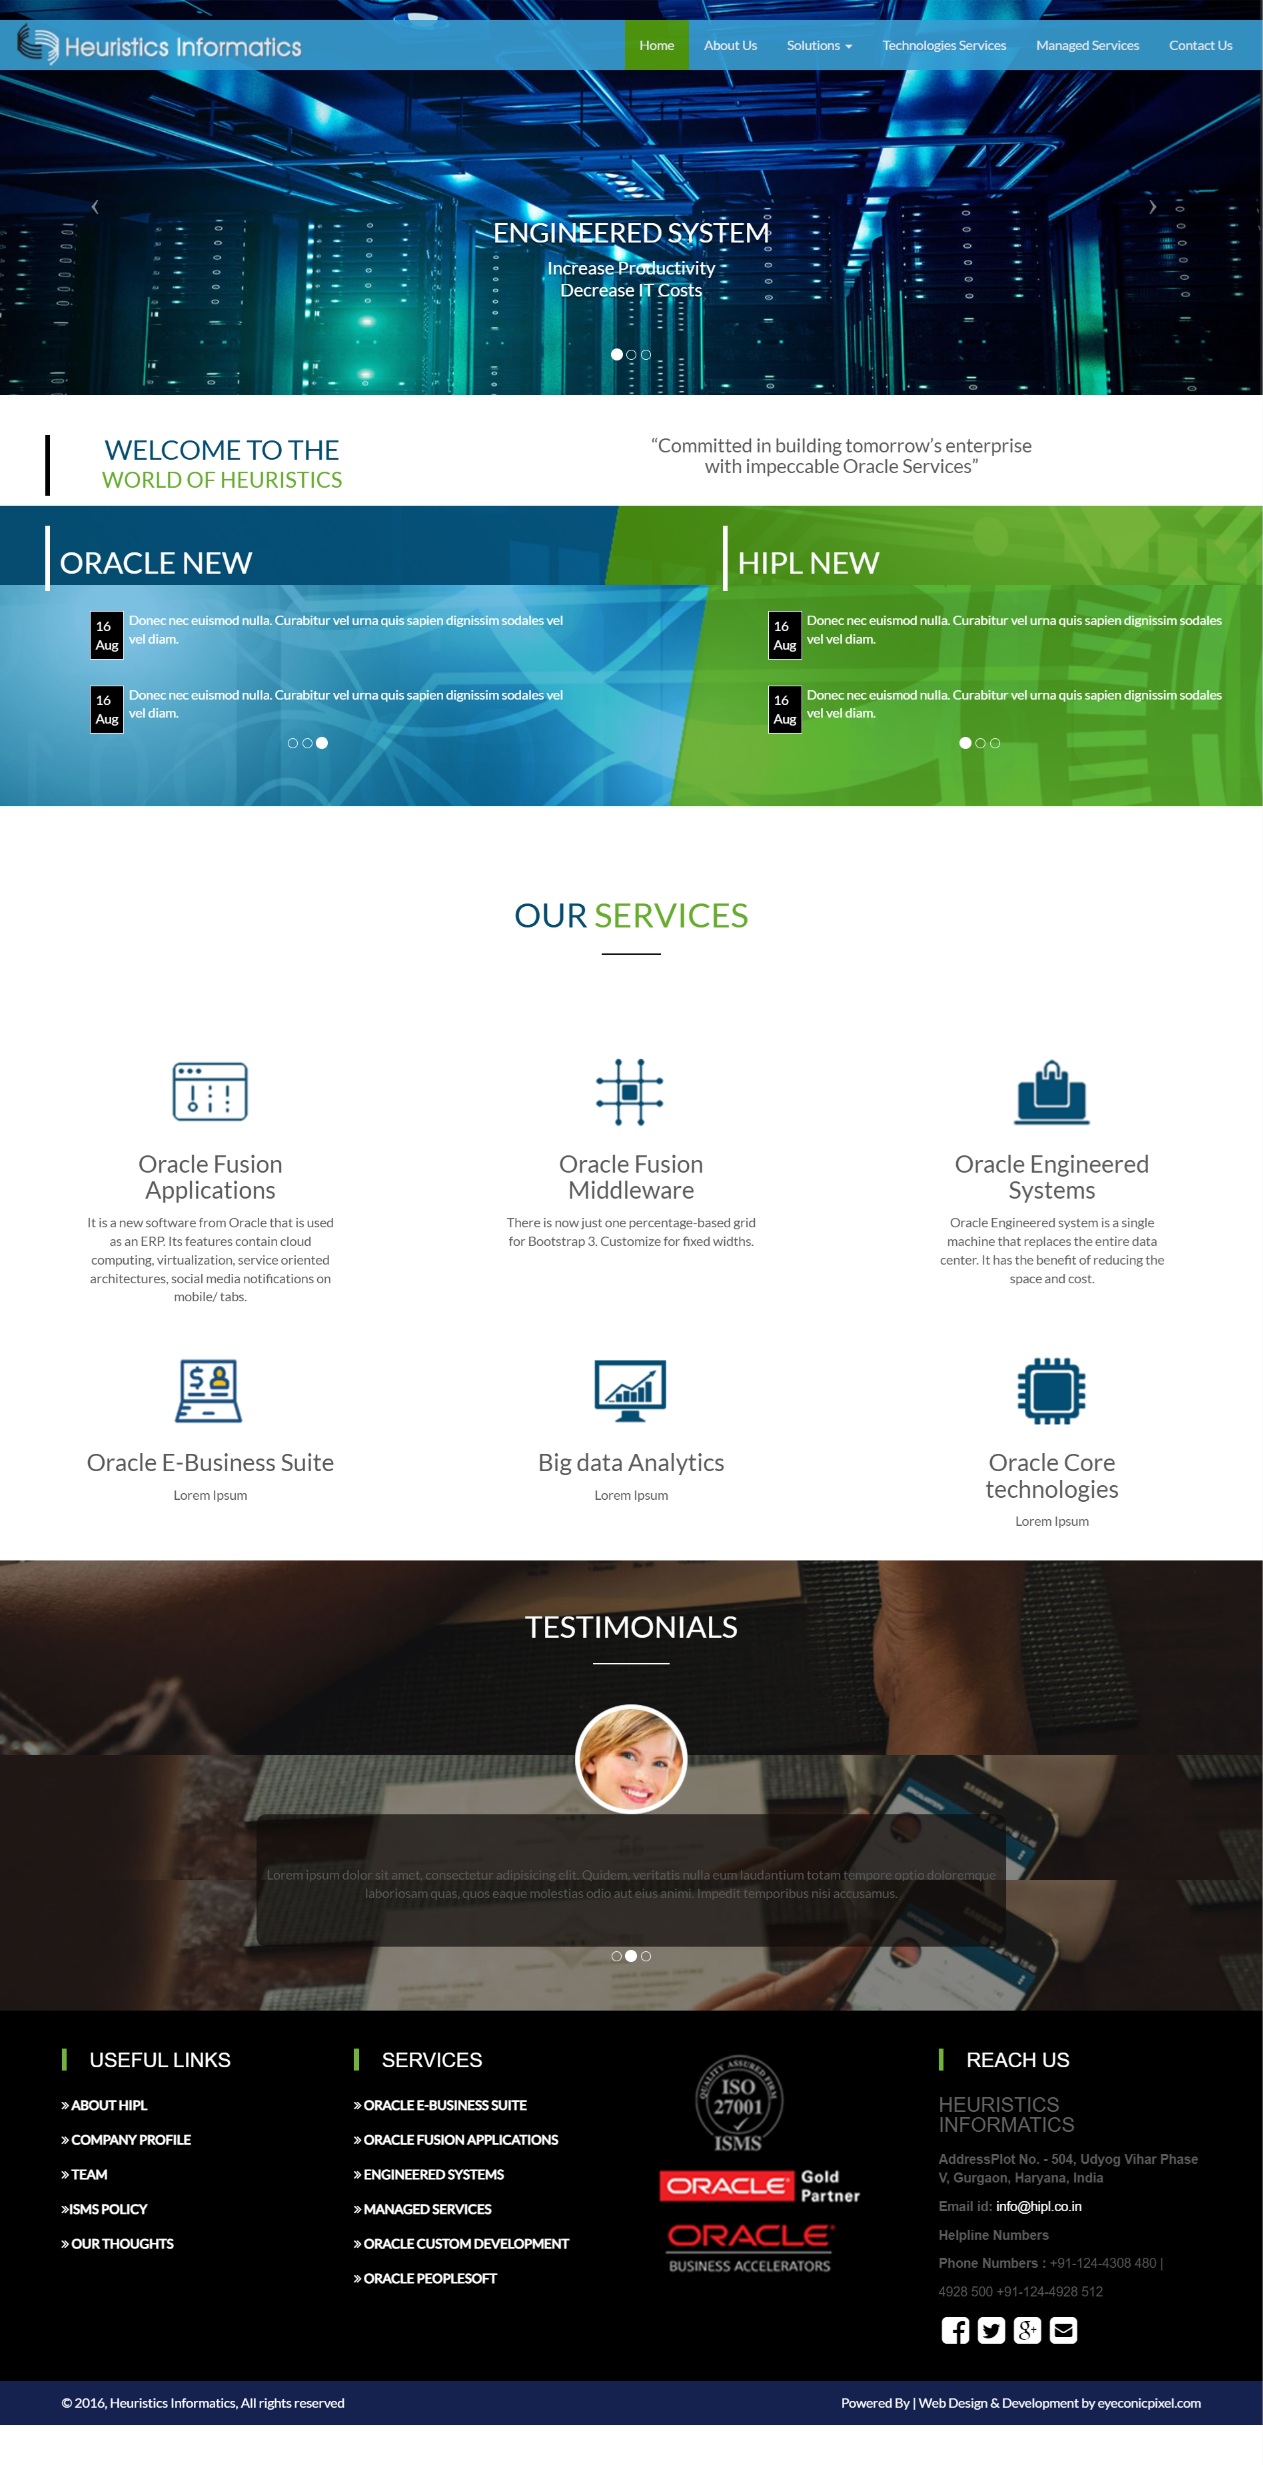 Heuristics Informatics
Home
About Us
Solutions
Technologies Services
Managed Services
Contact Us
ENGINEERED SYSTEM
Increase Productivity
Decrease IT Costs
WELCOME TO THE
WORLD OF HEURISTICS
“Committed in building tomorrow’s enterprise
with impeccable Oracle Services”
ORACLE NEW
16
Aug
Donec nec euismod nulla. Curabitur vel urna quis sapien dignissim sodales vel
vel diam.
16
Aug
Donec nec euismod nulla. Curabitur vel urna quis sapien dignissim sodales vel
vel diam.
HIPL NEW
16
Aug
Donec nec euismod nulla. Curabitur vel urna quis sapien dignissim sodales
vel vel diam.
16
Aug
Donec nec euismod nulla. Curabitur vel urna quis sapien dignissim sodales
vel vel diam.
OUR SERVICES
Oracle Fusion
Applications
It is a new software from Oracle that is used
as an ERP. Its features contain cloud
computing, virtualization, service oriented
architectures, social media notifications on
mobile/ tabs.
Oracle Fusion
Middleware
There is now just one percentage-based grid
for Bootstrap 3. Customize for fixed widths.
Oracle Engineered
Systems
Oracle Engineered system is a single
machine that replaces the entire data
center. It has the benefit of reducing the
space and cost.
Oracle E-Business Suite
Lorem Ipsum
Big data Analytics
Lorem Ipsum
Oracle Core
technologies
Lorem Ipsum
TESTIMONIALS
SAMSUNG
Lorem ipsum dolor sit amet, consectetur adipisicing elit. Quidem, veritatis nulla eum laudantium totam tempore optio doloremque
laboriosam quas, quos eaque molestias odio aut eius animi. Impedit temporibus nisi accusamus.
SAMSUNG
USEFUL LINKS
» ABOUT HIPL
» COMPANY PROFILE
» TEAM
»ISMS POLICY
» OUR THOUGHTS
SERVICES
» ORACLE E-BUSINESS SUITE
» ORACLE FUSION APPLICATIONS
» ENGINEERED SYSTEMS
» MANAGED SERVICES
» ORACLE CUSTOM DEVELOPMENT
» ORACLE PEOPLESOFT
QUALITY ASSURED FIRM
ISO
27001
ISMS
ORACLE Gold
Partner
ORACLE
BUSINESS ACCELERATORS
REACH US
HEURISTICS
INFORMATICS
AddressPlot No. - 504, Udyog Vihar Phase
V, Gurgaon, Haryana, India
Email id: info@hipl.co.in
Helpline Numbers
Phone Numbers : +91-124-4308 480 |
4928 500 +91-124-4928 512
© 2016, Heuristics Informatics, All rights reserved
Powered By | Web Design & Development by eyeconicpixel.com